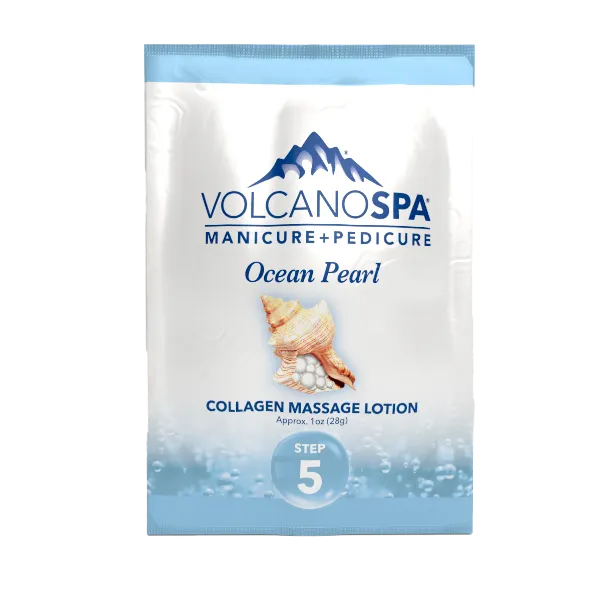 VOLCANOSPA®
MANICURE+PEDICURE
Ocean Pearl
COLLAGEN MASSAGE LOTION
Approx. 1oz (28g)
STEP
5